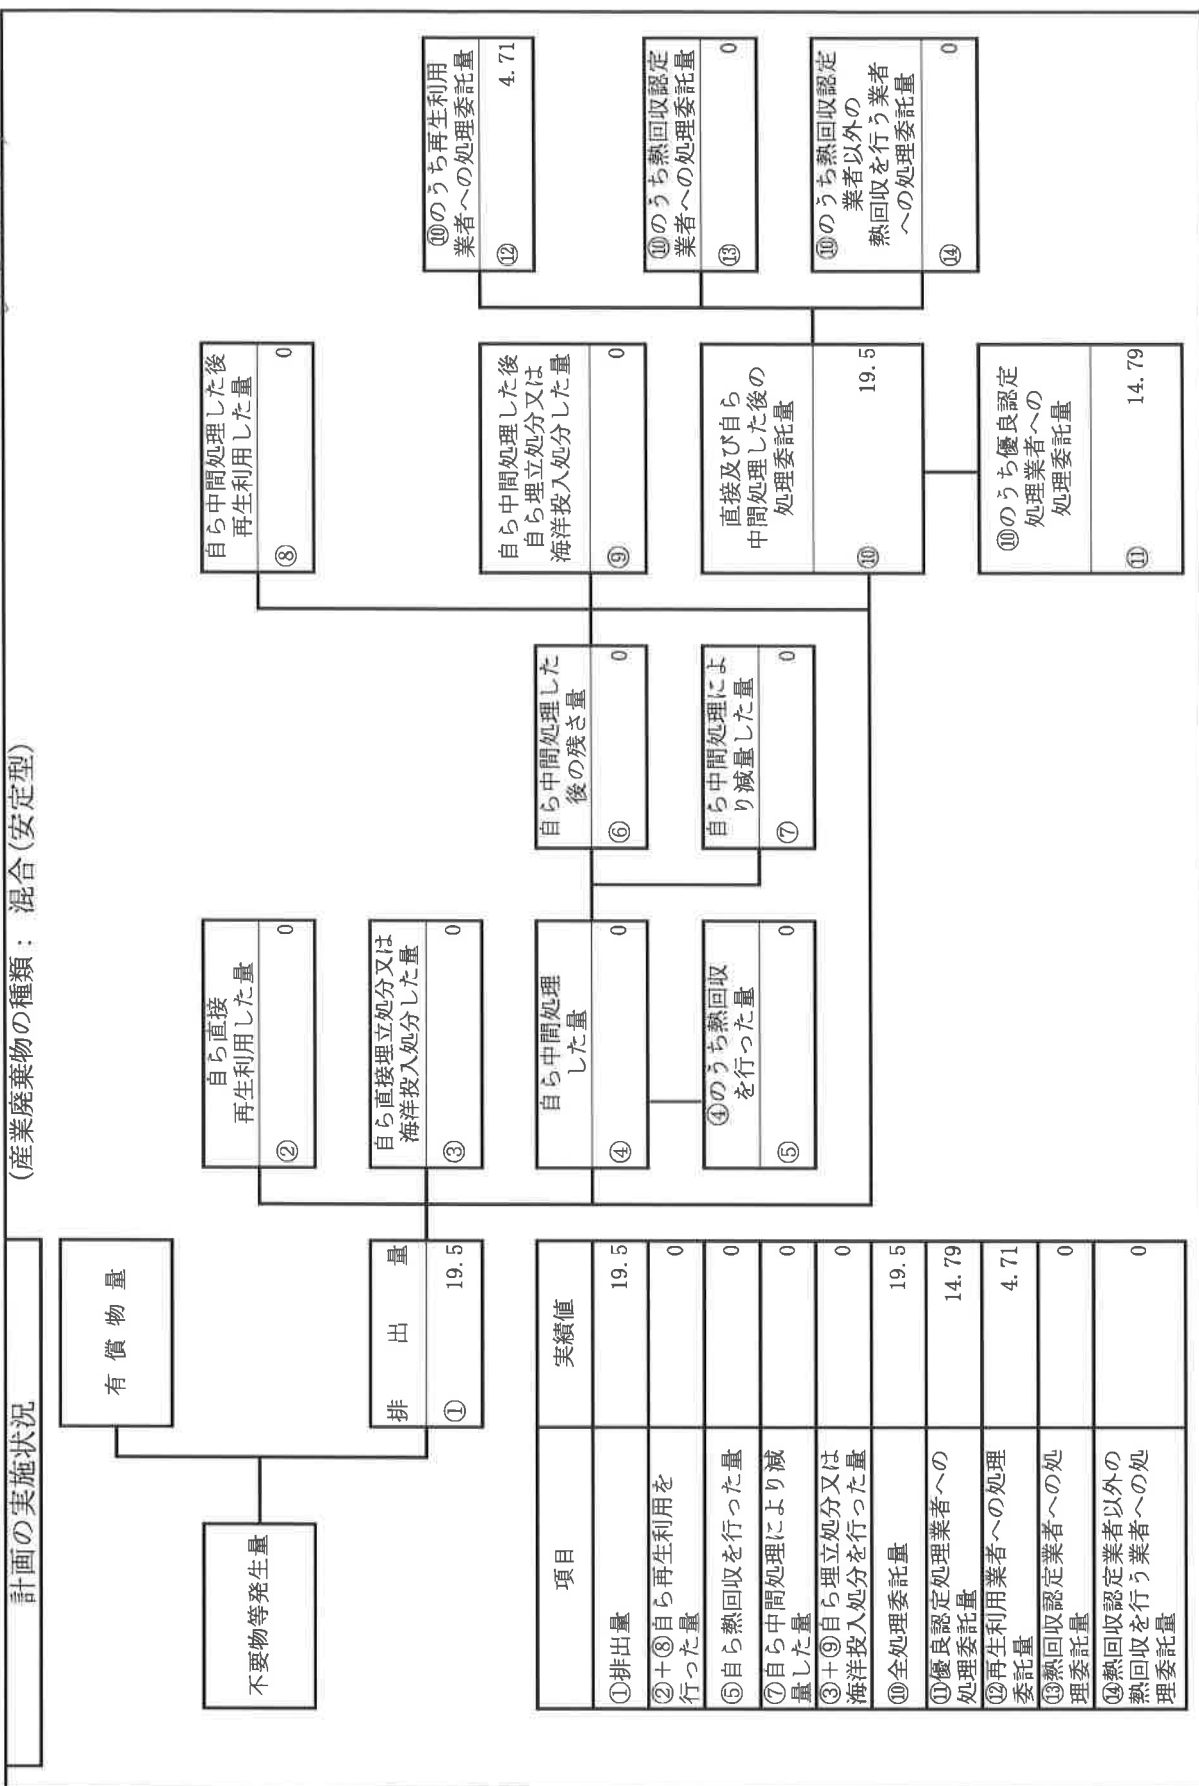 計画の実施状況
(産業廃棄物の種類： 混合(安定型)
不要物等発生量
有償物量
排出量
① 19.5
自ら直接
再生利用した量
② 0
自ら直接埋立処分又は
海洋投入処分した量
③ 0
自ら中間処理
した量
④ 0
④のうち熱回収
を行った量
⑤ 0
自ら中間処理した
後の残さ量
⑥ 0
自ら中間処理によ
り減量した量
⑦ 0
自ら中間処理した後
再生利用した量
⑧ 0
自ら中間処理した後
自ら埋立処分又は
海洋投入処分した量
⑨ 0
直接及び自ら
中間処理した後の
処理委託量
⑩ 19.5
⑩のうち優良認定
処理業者への
処理委託量
⑪ 14.79
⑩のうち再生利用
業者への処理委託量
⑫ 4.71
⑩のうち熱回収認定
業者への処理委託量
⑬ 0
⑩のうち熱回収認定
業者以外の
熱回収を行う業者
への処理委託量
⑭ 0
項目 実績値
①排出量 19.5
②＋⑧自ら再生利用を
行った量 0
⑤自ら熱回収を行った量 0
⑦自ら中間処理により減
量した量 0
③＋⑨自ら埋立処分又は
海洋投入処分を行った量 0
⑩全処理委託量 19.5
⑪優良認定処理業者への
処理委託量 14.79
⑫再生利用業者への処理
委託量 4.71
⑬熱回収認定業者への処
理委託量 0
⑭熱回収認定業者以外の
熱回収を行う業者への処
理委託量 0